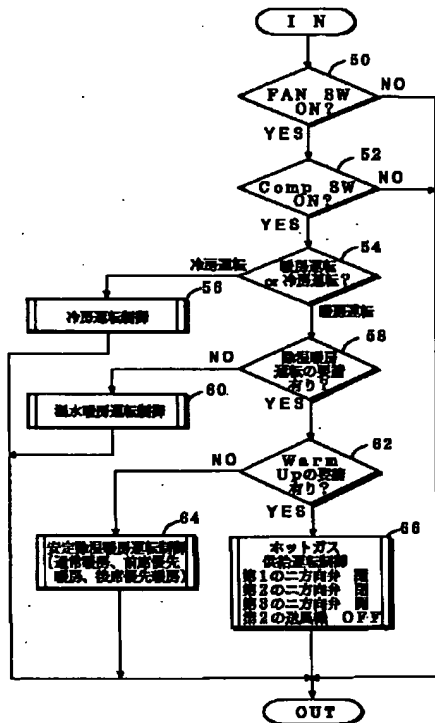 IN
50
FAN SW
ON?
NO
YES
52
Comp SW
ON?
NO
YES
54
冷房運転
暖房運転
or冷房運転?
56
冷房運転制御
暖房運転
58
除湿暖房
運転の要請
有り?
NO
YES
60
温水暖房運転制御
62
Warm
Upの要請
有り?
NO
YES
64
安定除湿暖房運転制御
[通常暖房、前席優先
暖房、後席優先暖房]
66
ホットガス
供給運転制御
第1の二方向弁
第2の二方向弁 閉
第3の二方向弁 開
第2の送風機 OFF
OUT